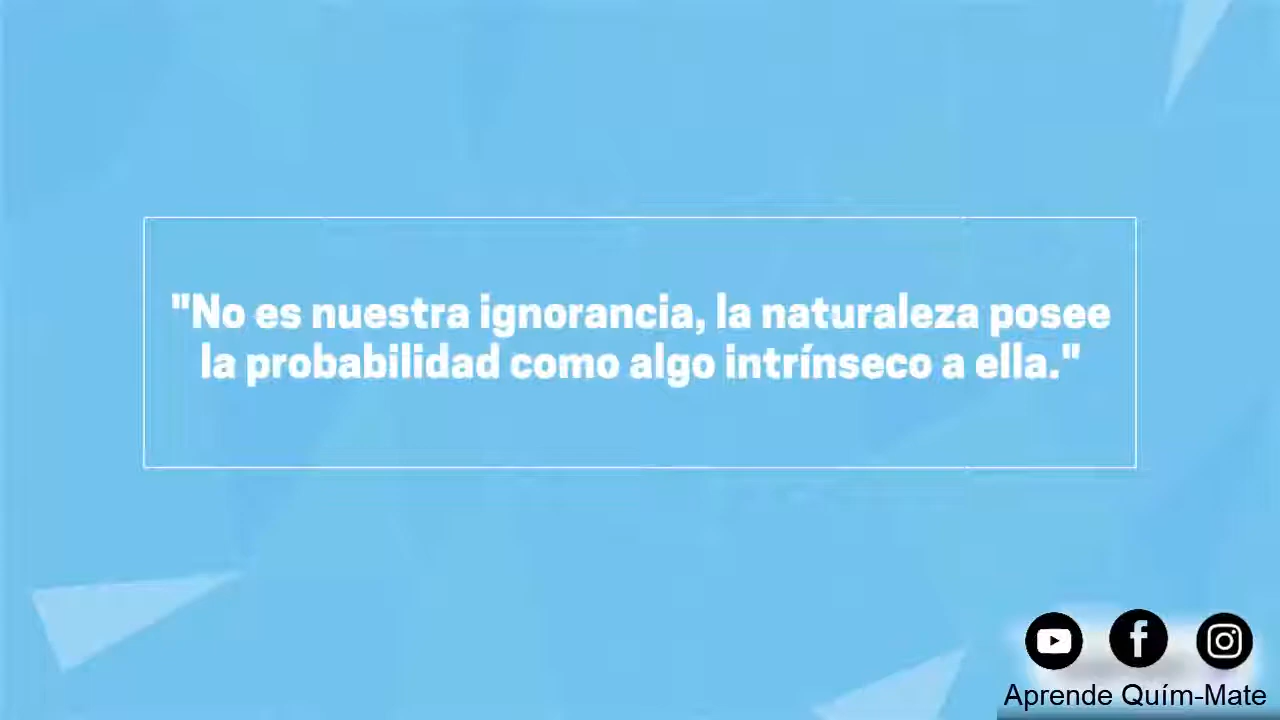 "No es nuestra ignorancia, la naturaleza posee
la probabilidad como algo intrínseco a ella."
Aprende Quím-Mate